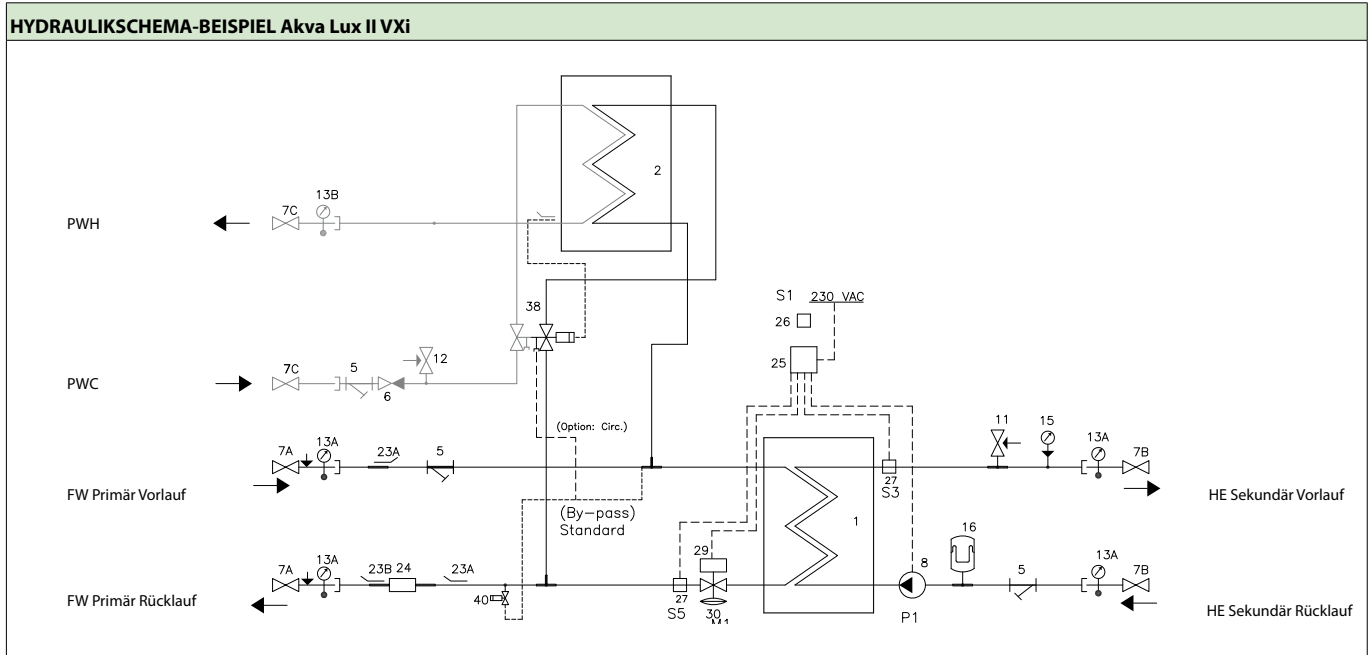 HYDRAULIKSCHEMA-BEISPIEL Akva Lux II VXi
2
PWH
7C
13B
38
S1
230 VAC
26
25
PWC
7C
5
6
12
(Option: Circ.)
7A
13A
23A
5
FW Primär Vorlauf
11
15
13A
7B
27
S3
HE Sekundär Vorlauf
(By-pass)
Standard
1
7A
13A
23B
24
23A
40
FW Primär Rücklauf
29
27
S5
30
M1
8
P1
16
5
13A
7B
HE Sekundär Rücklauf